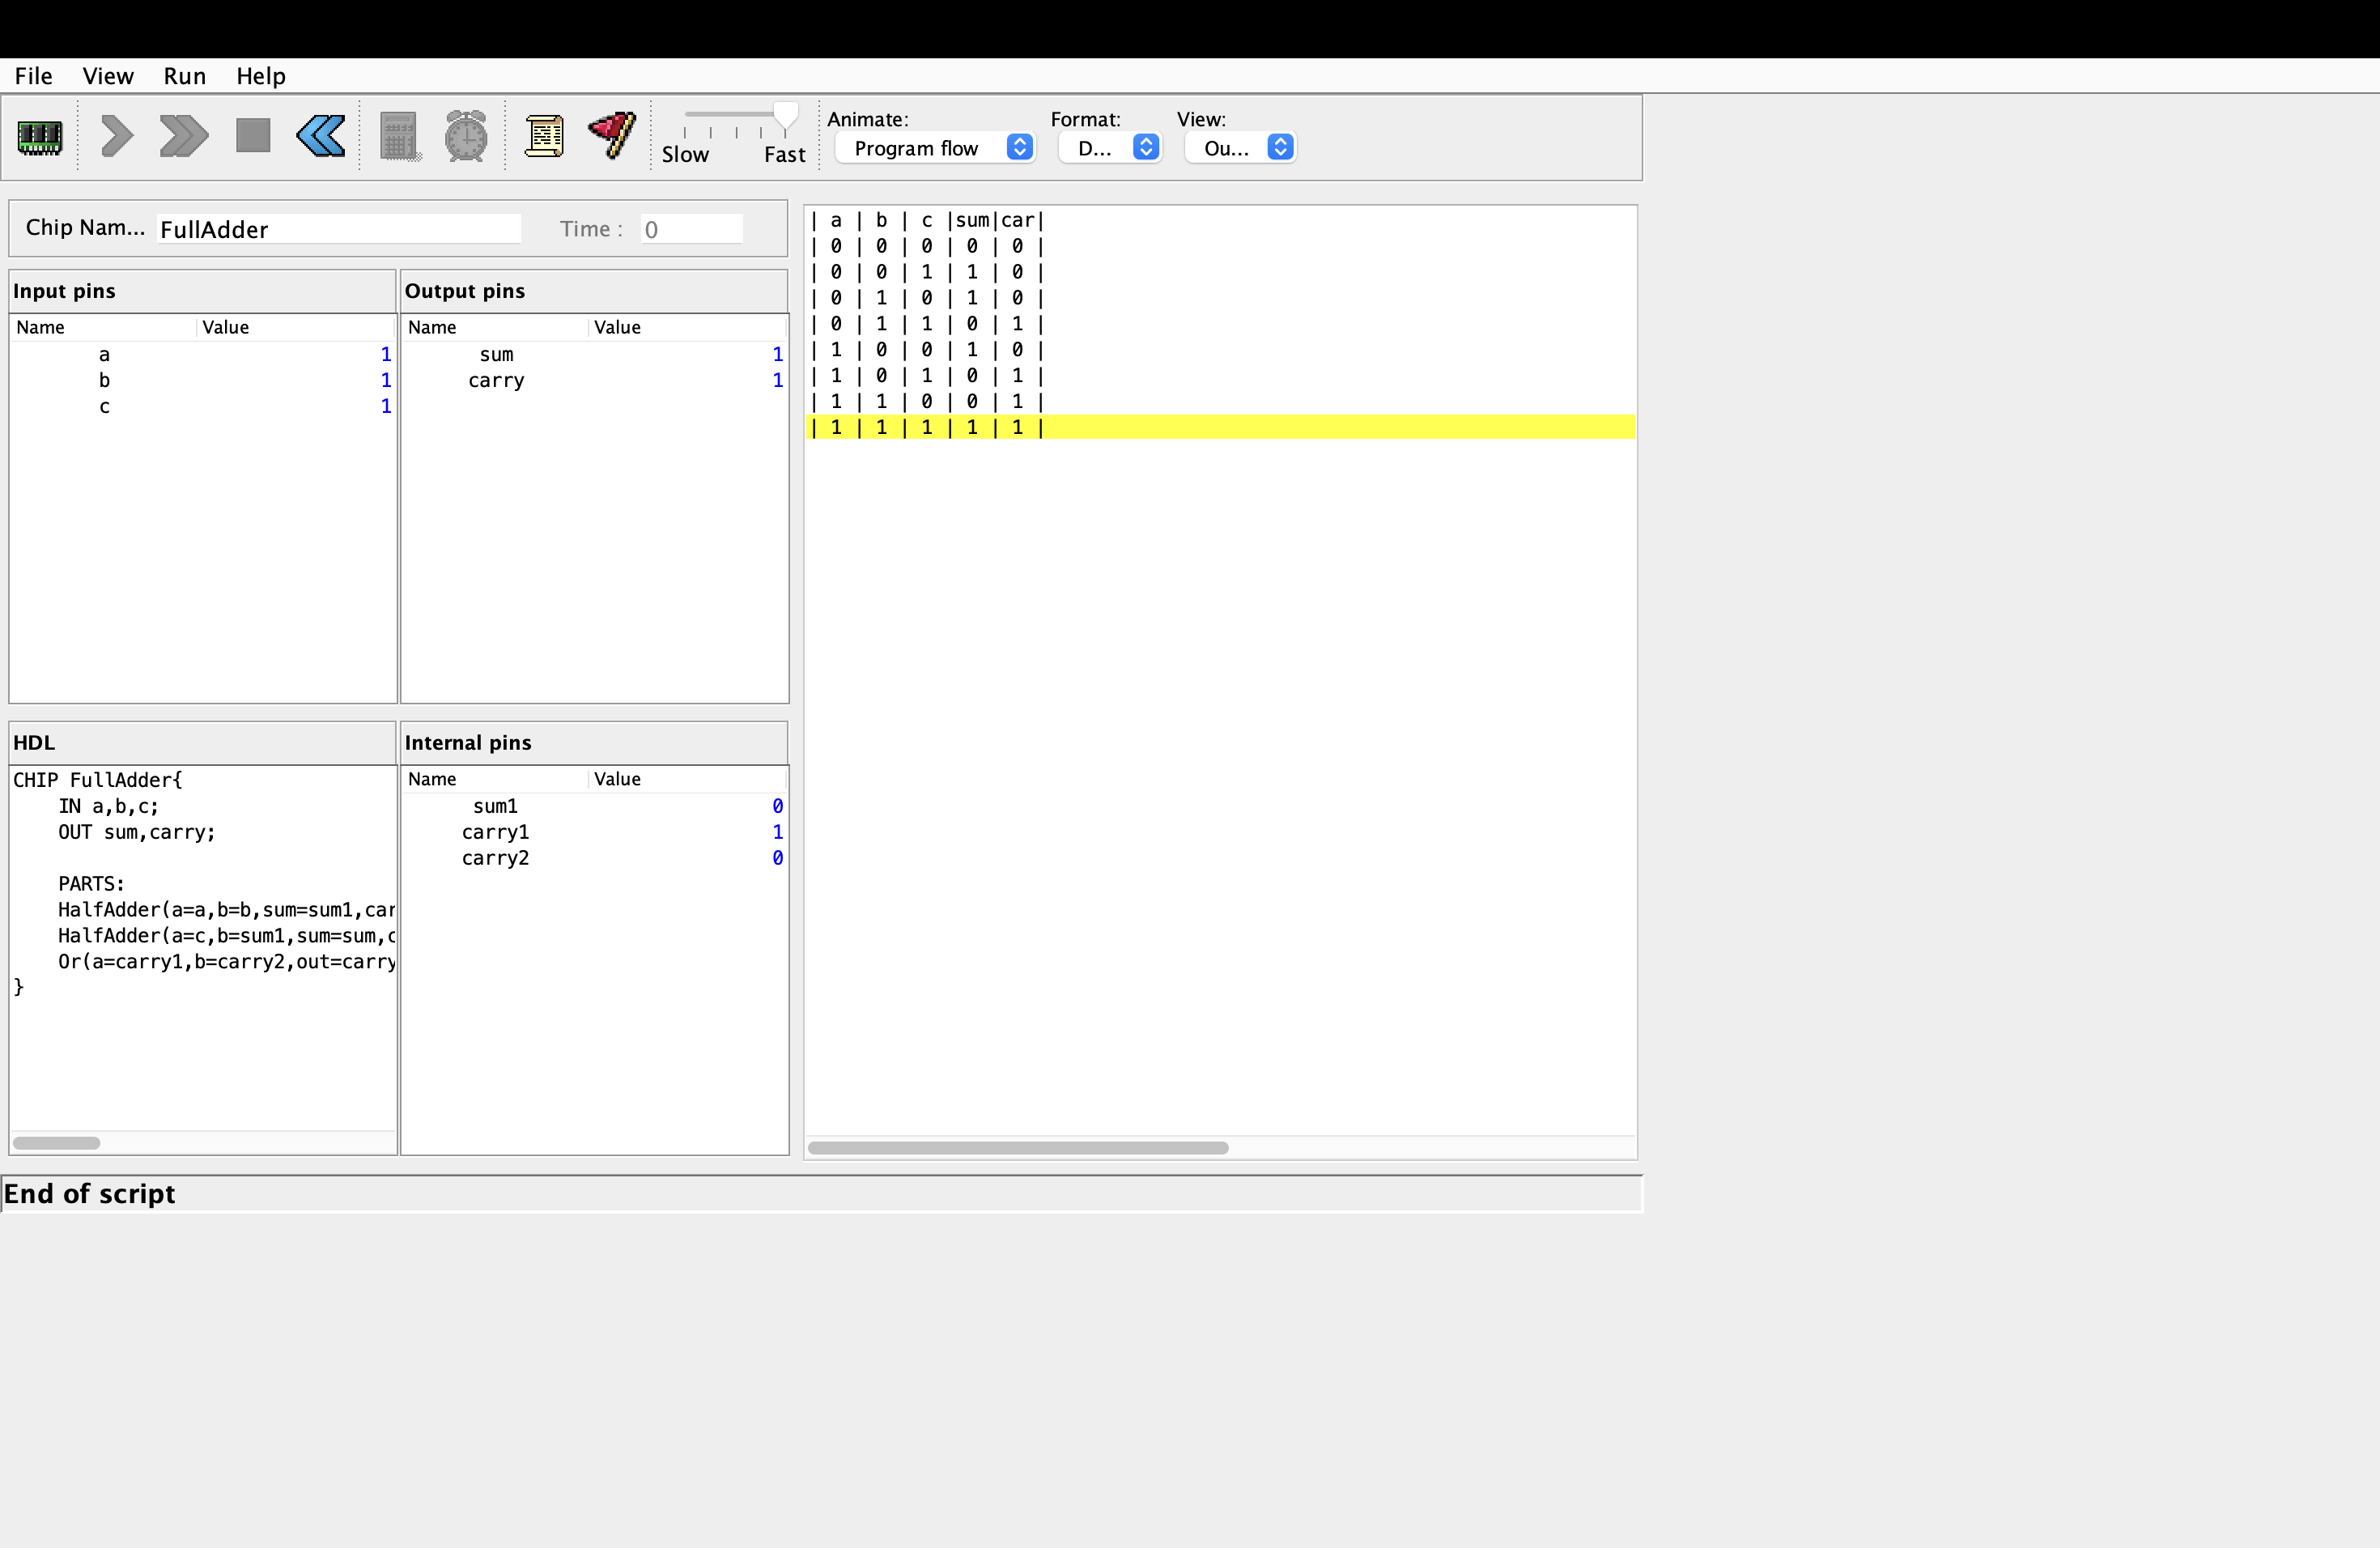 File View Run Help
Animate: Format: View:
Slow Fast Program flow D... Ou...
Chip Nam... FullAdder Time : 0
Input pins
Name Value
a 1
b 1
c 1
Output pins
Name Value
sum 1
carry 1
HDL
CHIP FullAdder{
IN a,b,c;
OUT sum,carry;
PARTS:
HalfAdder(a=a,b=b,sum=sum1,car
HalfAdder(a=c,b=sum1,sum=sum,c
Or(a=carry1,b=carry2,out=carry
}
Internal pins
Name Value
sum1 0
carry1 1
carry2 0
| a | b | c |sum|car|
| 0 | 0 | 0 | 0 | 0 |
| 0 | 0 | 1 | 1 | 0 |
| 0 | 1 | 0 | 1 | 0 |
| 0 | 1 | 1 | 0 | 1 |
| 1 | 0 | 0 | 1 | 0 |
| 1 | 0 | 1 | 0 | 1 |
| 1 | 1 | 0 | 0 | 1 |
| 1 | 1 | 1 | 1 | 1 |
End of script